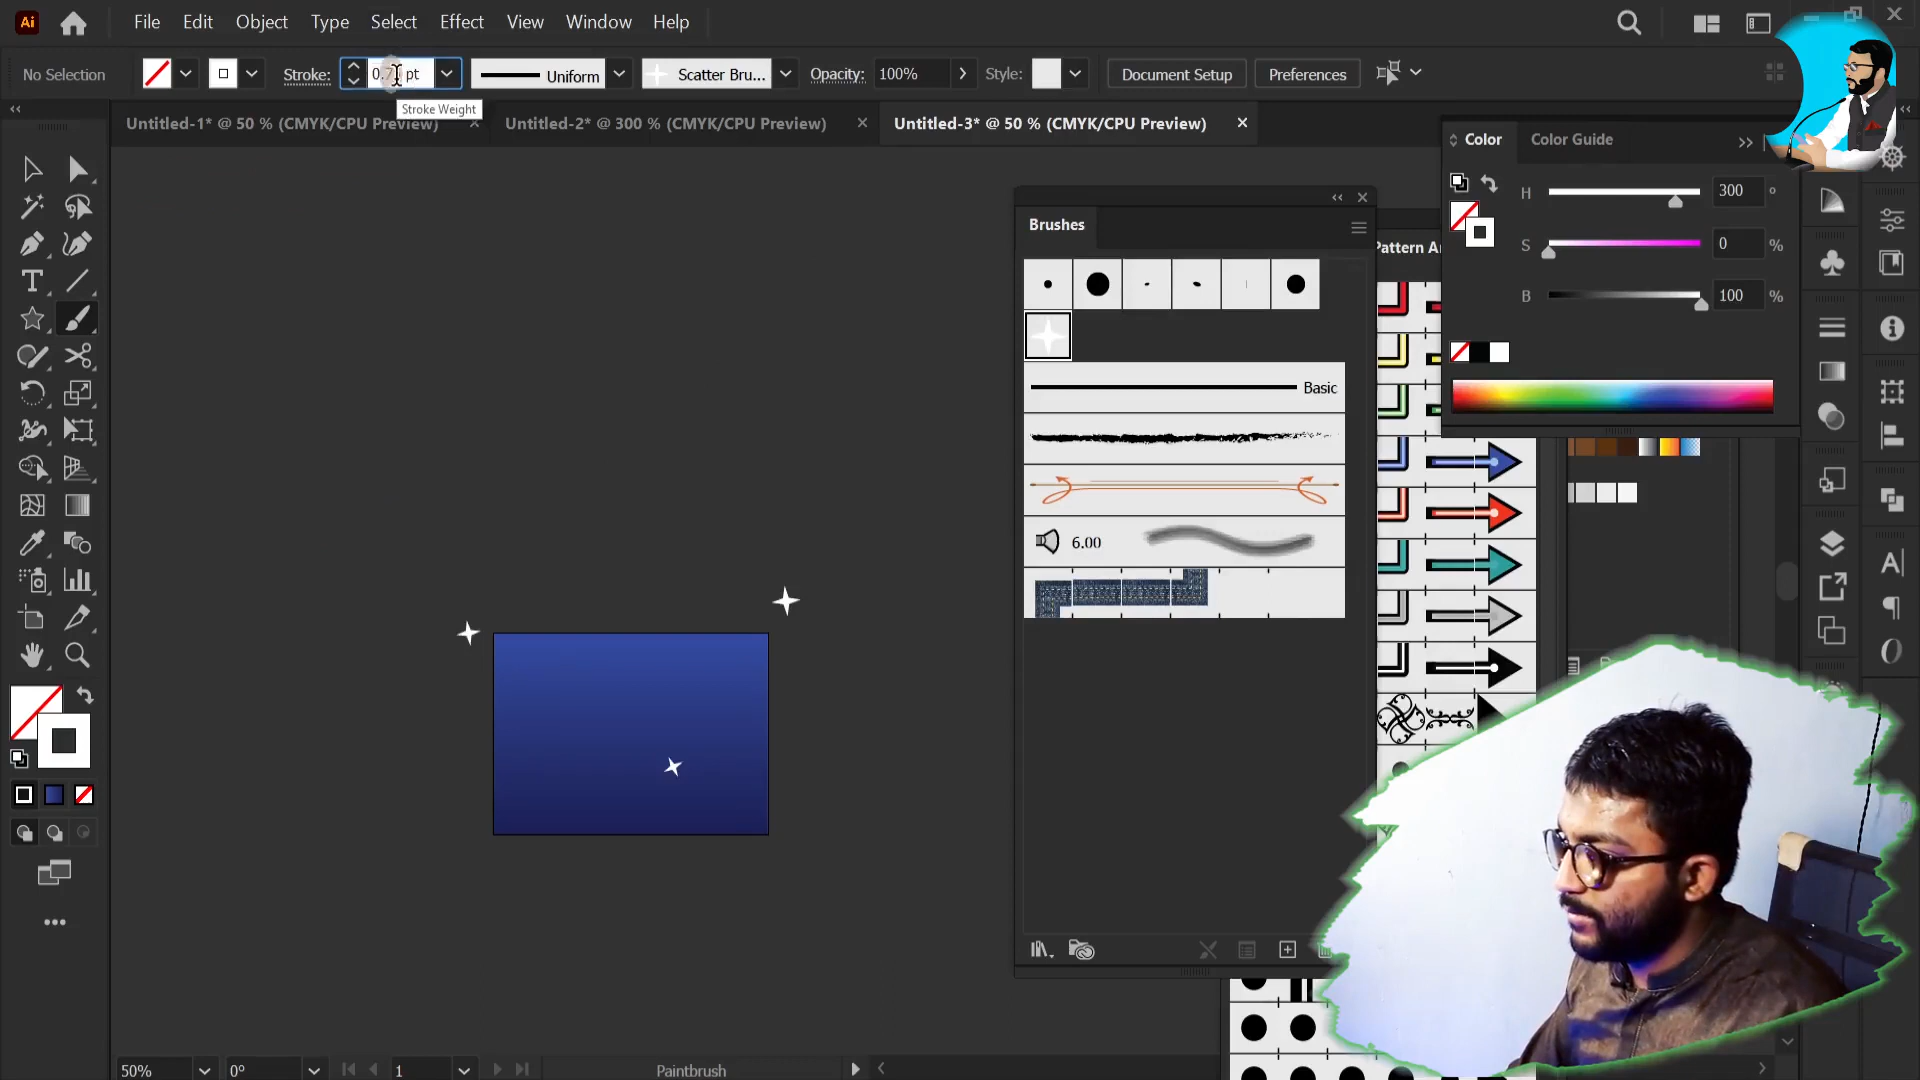 Ai File Edit Object Type Select Effect View Window Help
No Selection Stroke: pt Uniform Scatter Bru... Opacity: 100% Style: Document Setup Preferences
Stroke Weight
Untitled-1* @ 50 % (CMYK/CPU Preview) Untitled-2* @ 300 % (CMYK/CPU Preview) Untitled-3* @ 50 % (CMYK/CPU Preview)
Color Color Guide
H 300 °
S 0 %
B 100 %
Brushes
Basic
6.00
50% 0° 1 Paintbrush